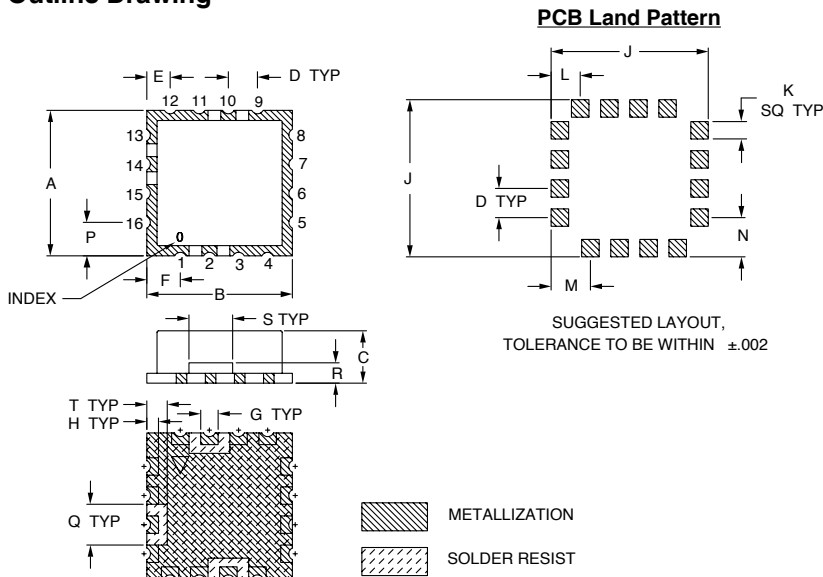 PCB Land Pattern
E
D TYP
12 11 10 9
13
14
15
16
8
7
6
5
A
P
0
1 2 3 4
F
B
INDEX
J
L
K
SQ TYP
J
D TYP
N
M
SUGGESTED LAYOUT,
TOLERANCE TO BE WITHIN ±.002
S TYP
C
R
T TYP
H TYP
G TYP
Q TYP
METALLIZATION
SOLDER RESIST